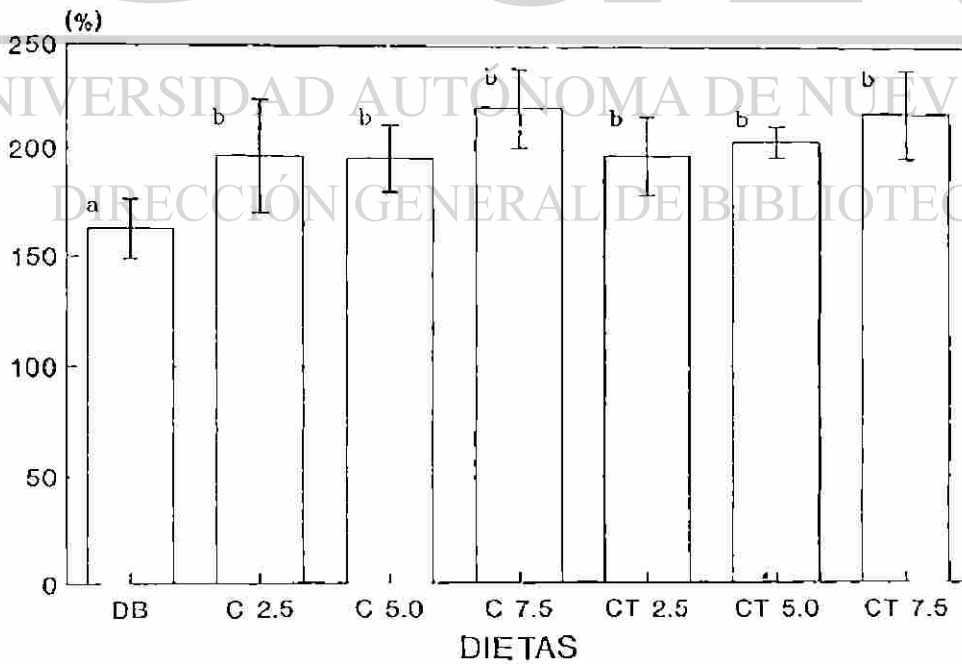 (%)
250
UNIVERSIDAD AUTÓNOMA DE NUEV
b b b b b
200
a DIRECCIÓN GENERAL DE BIBLIOTEC
150
100
50
0
DB C 2.5 C 5.0 C 7.5 CT 2.5 CT 5.0 CT 7.5
DIETAS